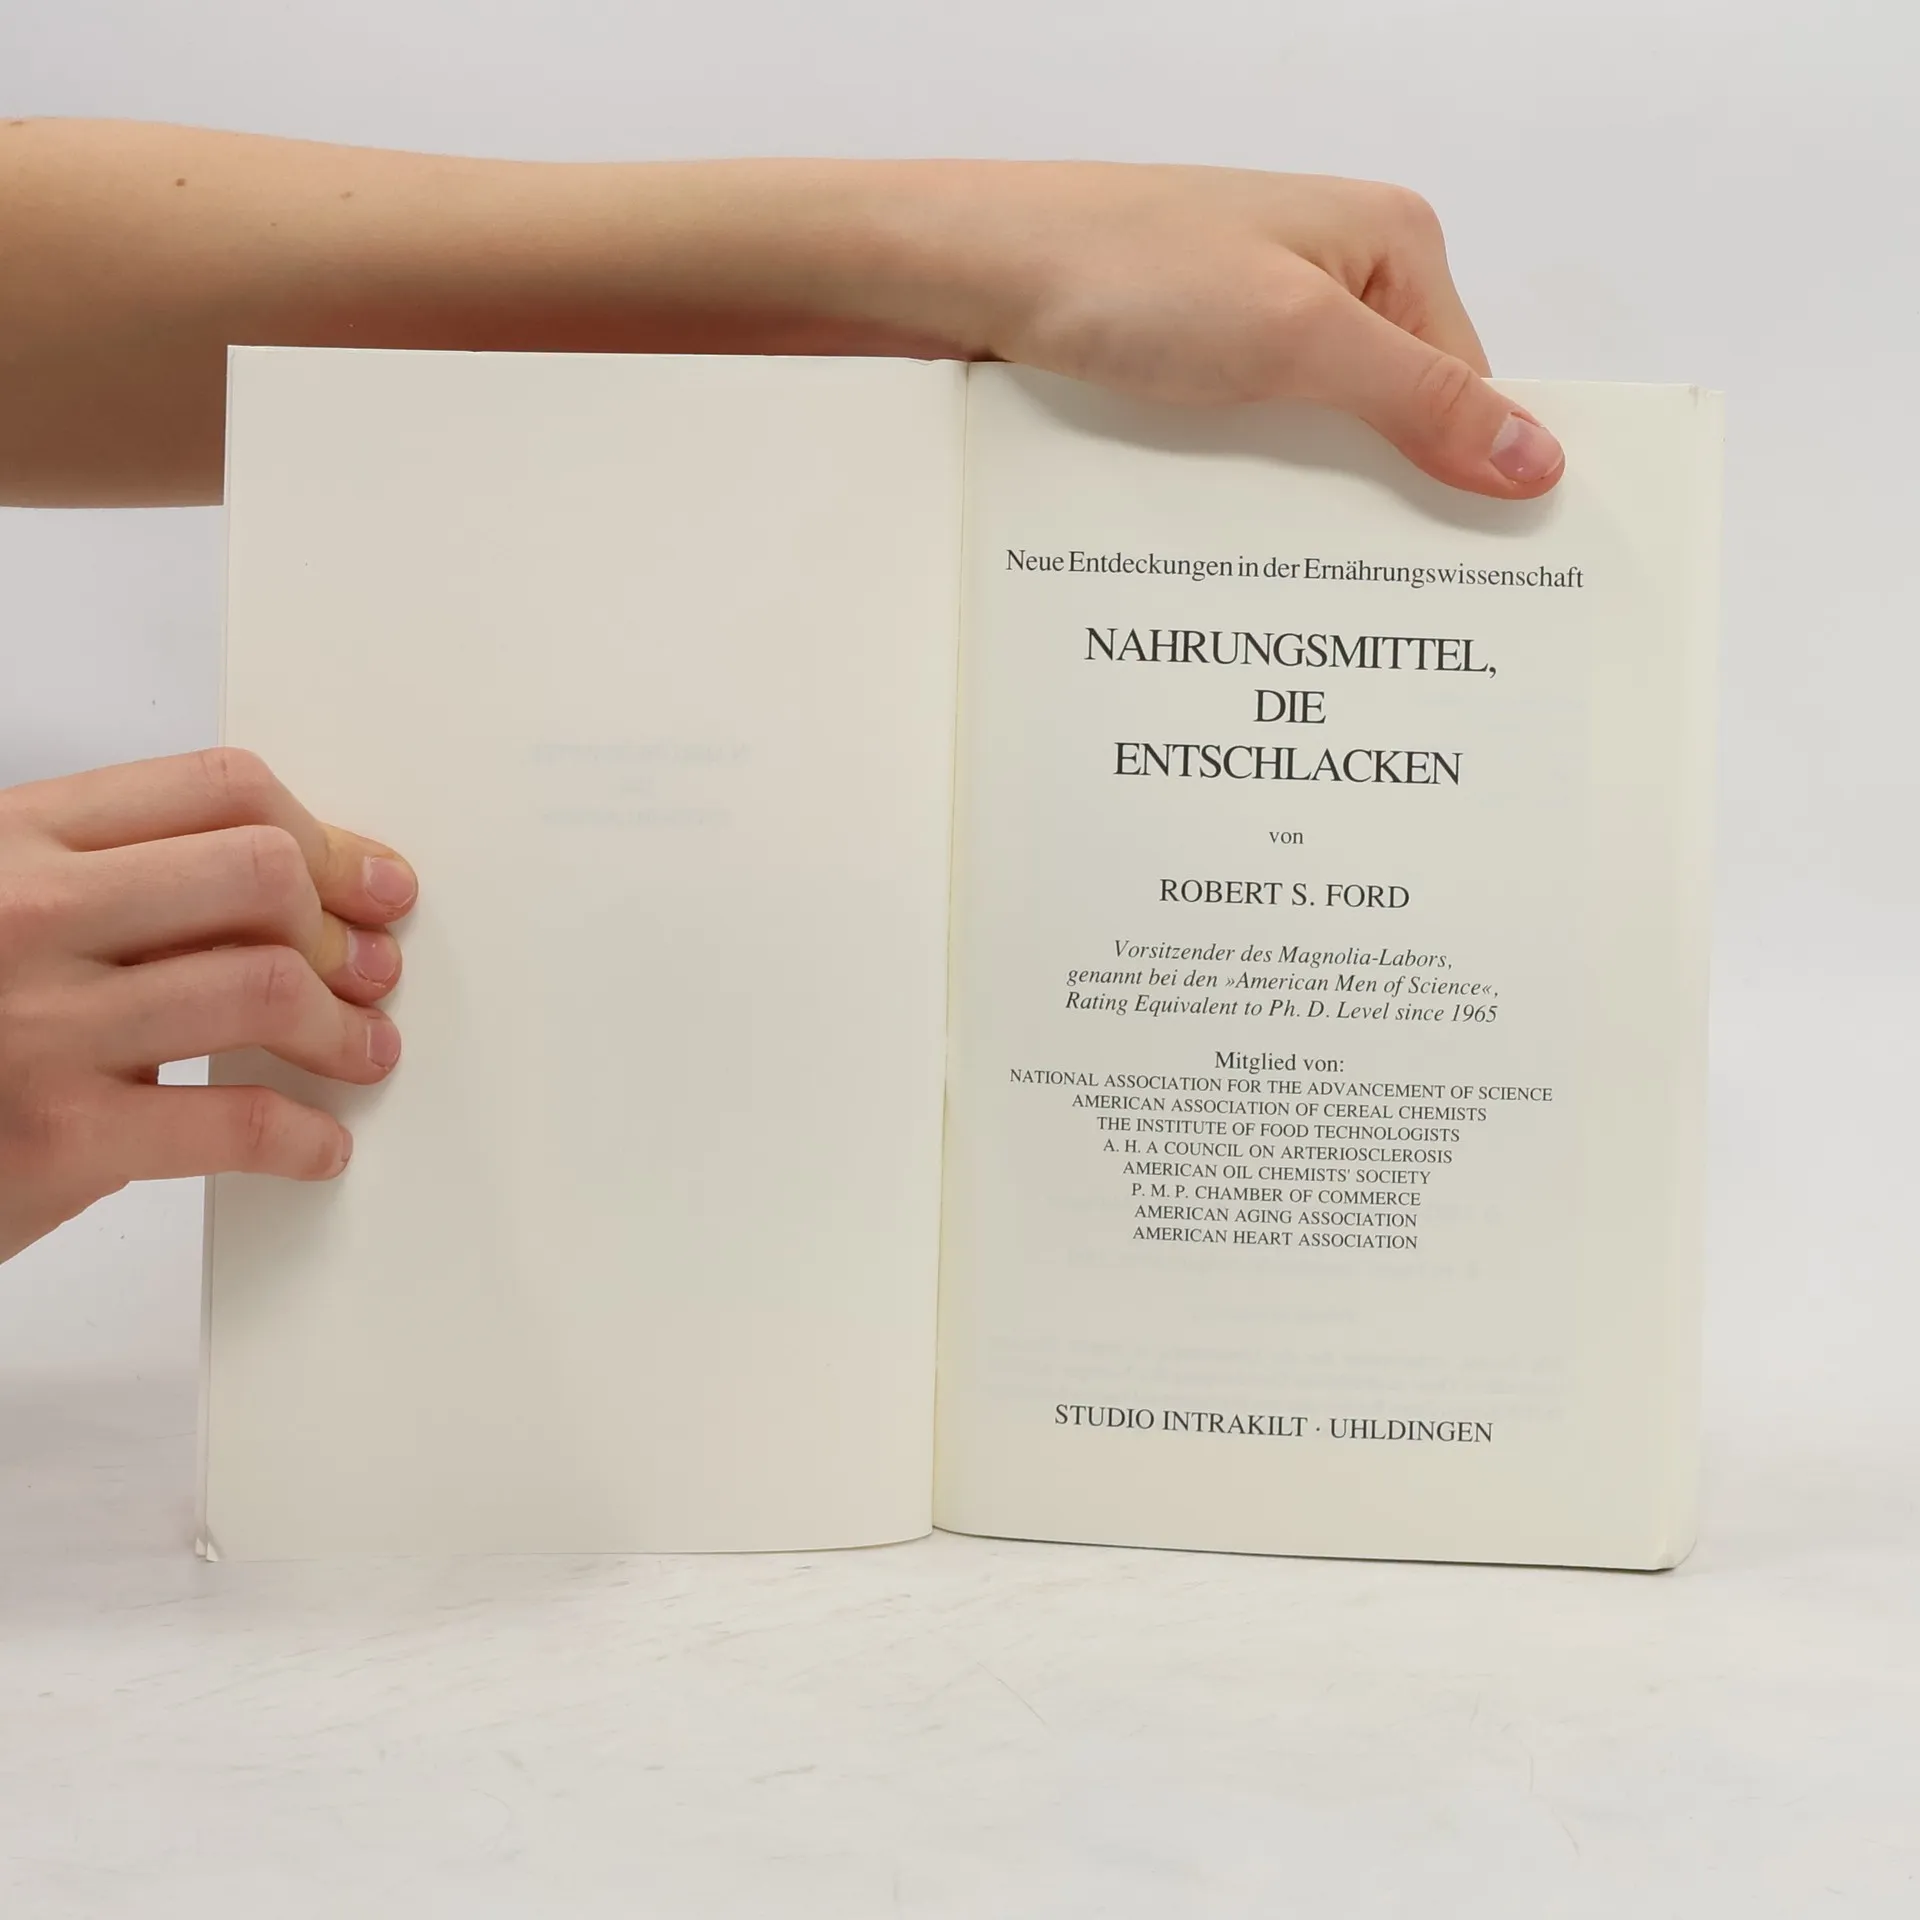 Neue Entdeckungen in der Ernährungswissenschaft
NAHRUNGSMITTEL,
DIE
ENTSCHLACKEN
von
ROBERT S. FORD
Vorsitzender des Magnolia-Labors,
genannt bei den »American Men of Science«,
Rating Equivalent to Ph. D. Level since 1965
Mitglied von:
NATIONAL ASSOCIATION FOR THE ADVANCEMENT OF SCIENCE
AMERICAN ASSOCIATION OF CEREAL CHEMISTS
THE INSTITUTE OF FOOD TECHNOLOGISTS
A. H. A COUNCIL ON ARTERIOSCLEROSIS
AMERICAN OIL CHEMISTS' SOCIETY
P. M. P. CHAMBER OF COMMERCE
AMERICAN AGING ASSOCIATION
AMERICAN HEART ASSOCIATION
STUDIO INTRAKILT · UHLDINGEN